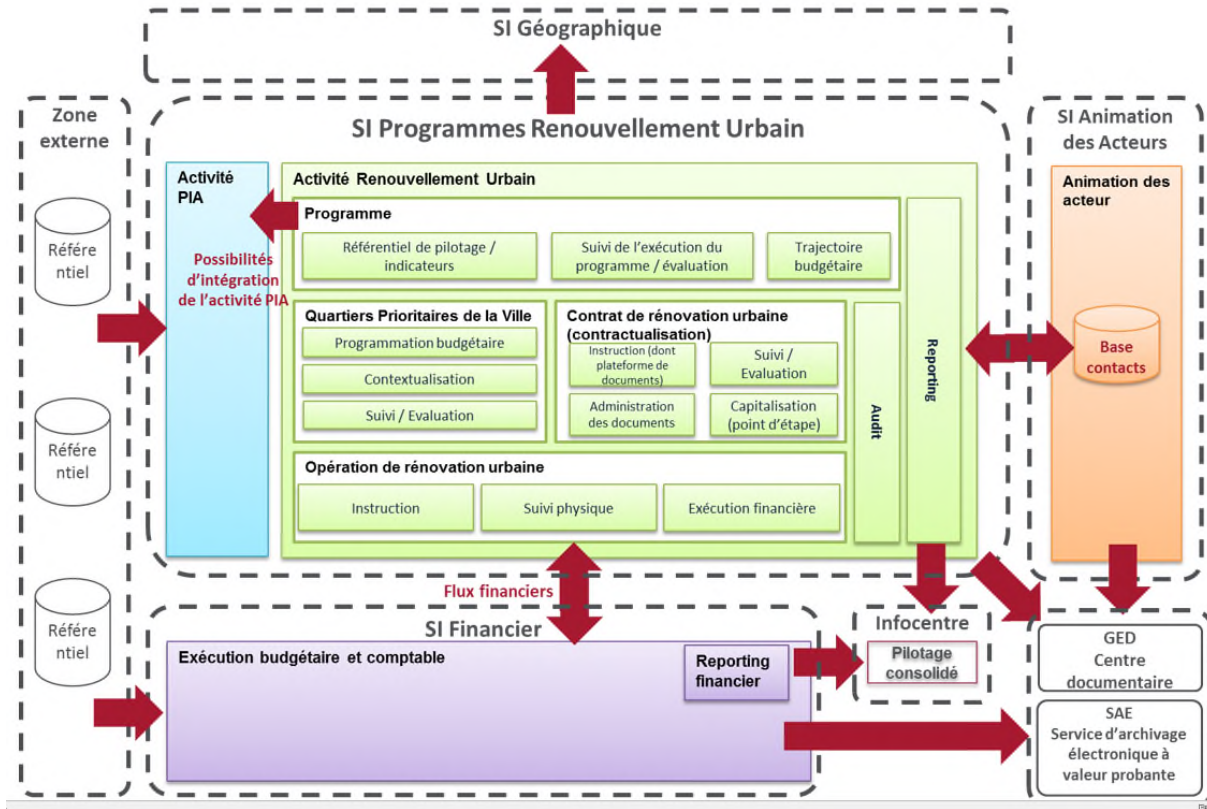 SI Géographique
Zone
externe
Référe
ntiel
Référe
ntiel
Référe
ntiel
SI Programmes Renouvellement Urbain
Activité
PIA
Possibilités
d’intégration
de l’activité PIA
Activité Renouvellement Urbain
Programme
Référentiel de pilotage /
indicateurs
Suivi de l’exécution du
programme / évaluation
Trajectoire
budgétaire
Quartiers Prioritaires de la Ville
Programmation budgétaire
Contextualisation
Suivi / Evaluation
Contrat de rénovation urbaine
(contractualisation)
Instruction (dont
plateforme de
documents)
Suivi /
Evaluation
Administration
des documents
Capitalisation
(point d’étape)
Opération de rénovation urbaine
Instruction
Suivi physique
Exécution financière
Audit
Reporting
SI Animation
des Acteurs
Animation des
acteur
Base
contacts
Flux financiers
SI Financier
Exécution budgétaire et comptable
Reporting
financier
Infocentre
Pilotage
consolidé
GED
Centre
documentaire
SAE
Service d’archivage
électronique à
valeur probante